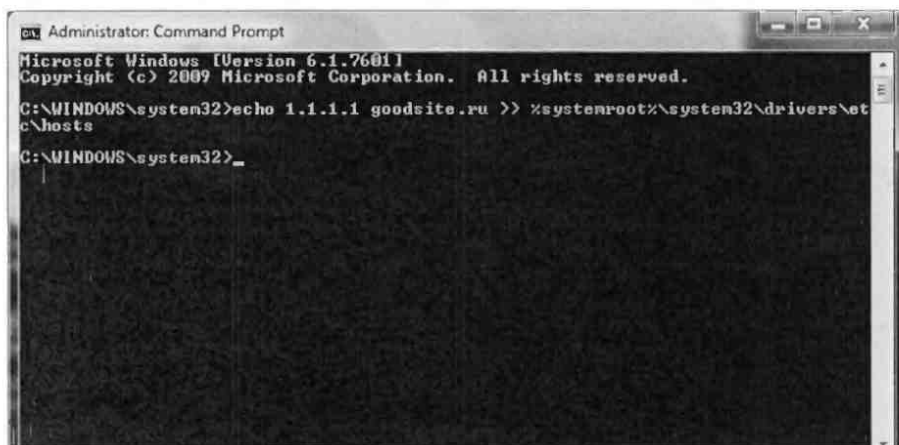 Administrator: Command Prompt
Microsoft Windows [Version 6.1.7601]
Copyright (c) 2009 Microsoft Corporation.  All rights reserved.
C:\WINDOWS\system32>echo 1.1.1.1 goodsite.ru >> %systemroot%\system32\drivers\et
c\hosts
C:\WINDOWS\system32>_